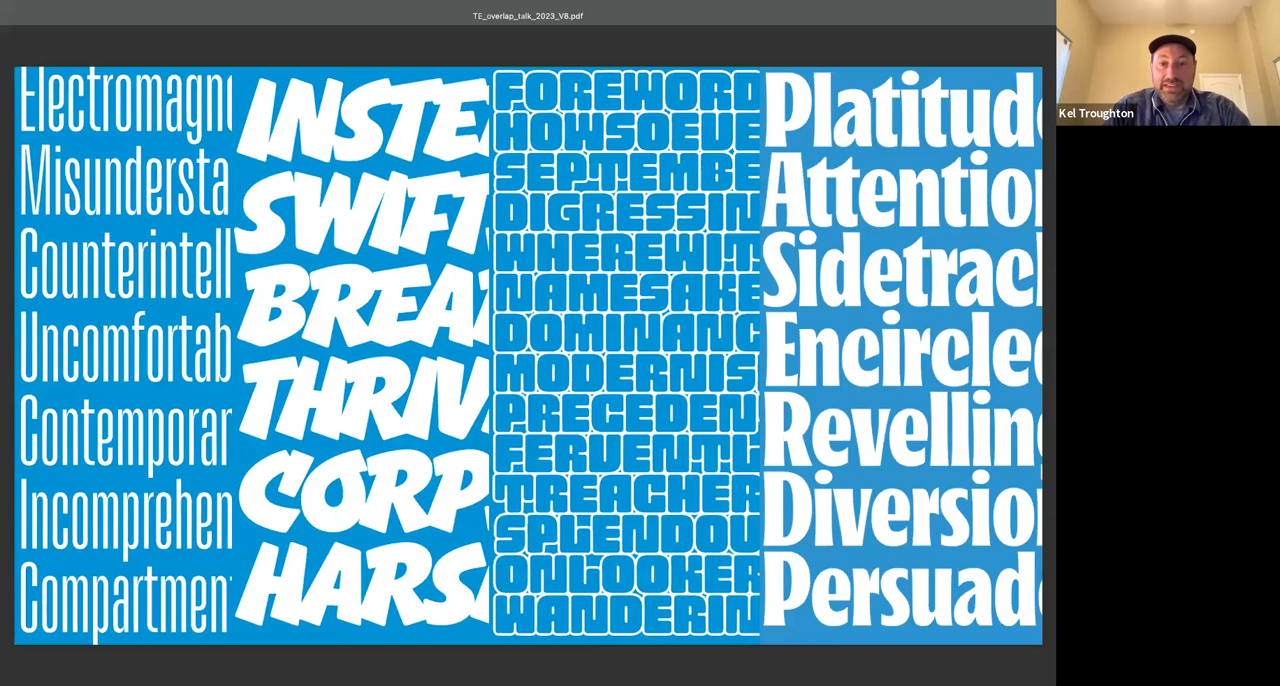 TE_overlap_talk_2023_V8.pdf
Electromagn
Misundersta
Counterintell
Uncomfortab
Contemporar
Incomprehen
Compartmen
INSTE
SWIFT
BREA
THRIV
CORP
HARS
FOREWORD
HOWSOEVE
SEPTEMBE
DIGRESSIN
WHEREWIT
NAMESAKE
DOMINANC
MODERNIS
PRECEDEN
FERVENTL
TREACHER
SPLENDOU
ONLOOKER
WANDERIN
Platitude
Attention
Sidetrack
Encircled
Revelling
Diversion
Persuade
Kel Troughton